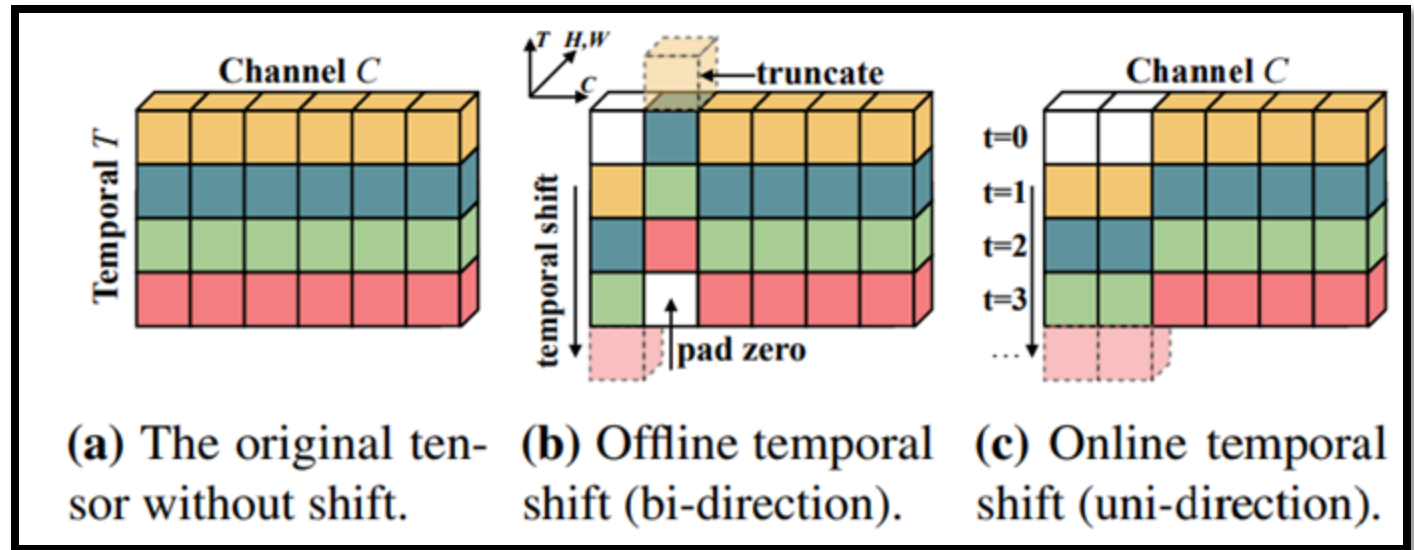 Channel C
Temporal T
(a) The original ten-
sor without shift.
T H,W
C
truncate
temporal shift
pad zero
(b) Offline temporal
shift (bi-direction).
Channel C
t=0
t=1
t=2
t=3
...
(c) Online temporal
shift (uni-direction).